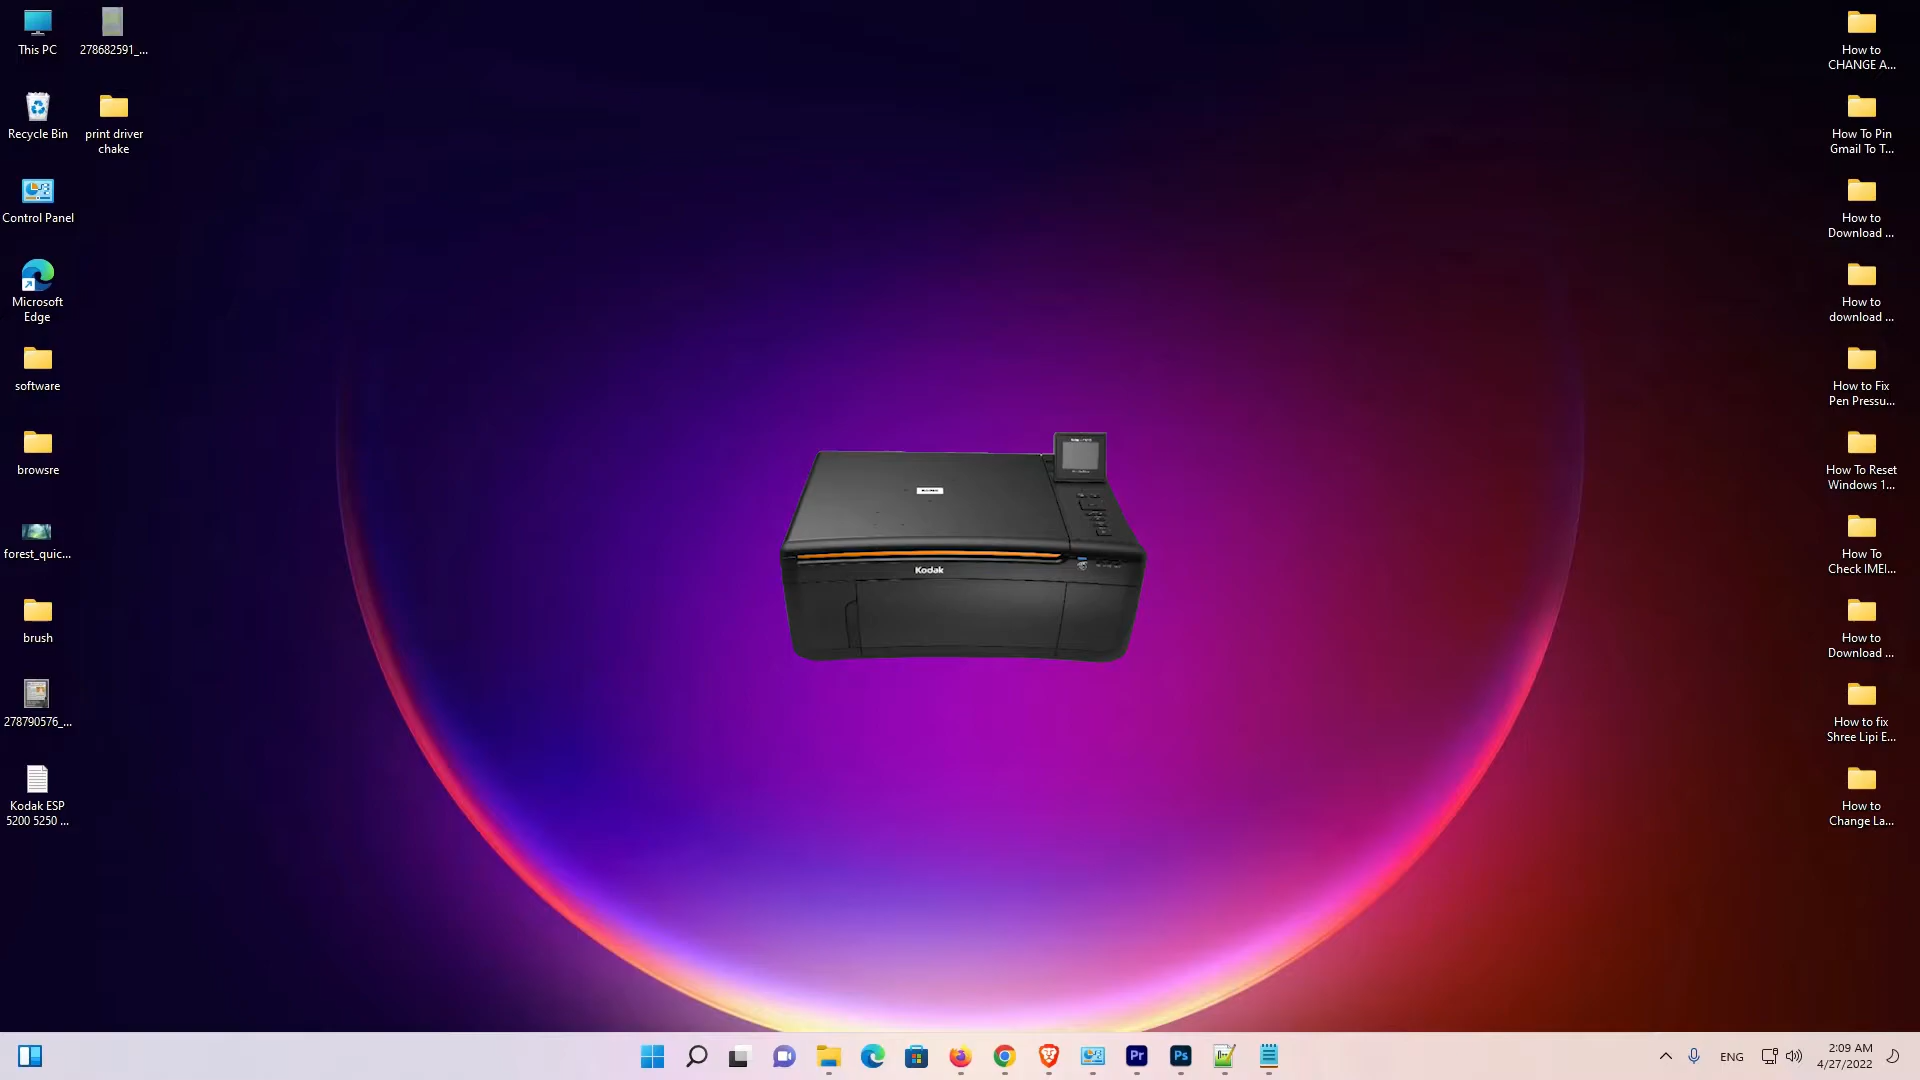 This PC
278682591_...
Recycle Bin
print driver
chake
Control Panel
Microsoft
Edge
software
browsre
forest_quic...
brush
278790576_...
Kodak ESP
5200 5250 ...
Kodak
How to
CHANGE A...
How To Pin
Gmail To T...
How to
Download ...
How to
download ...
How to Fix
Pen Pressu...
How To Reset
Windows 1...
How To
Check IMEI...
How to
Download ...
How to fix
Shree Lipi E...
How to
Change La...
Pr
Ps
ENG
2:09 AM
4/27/2022